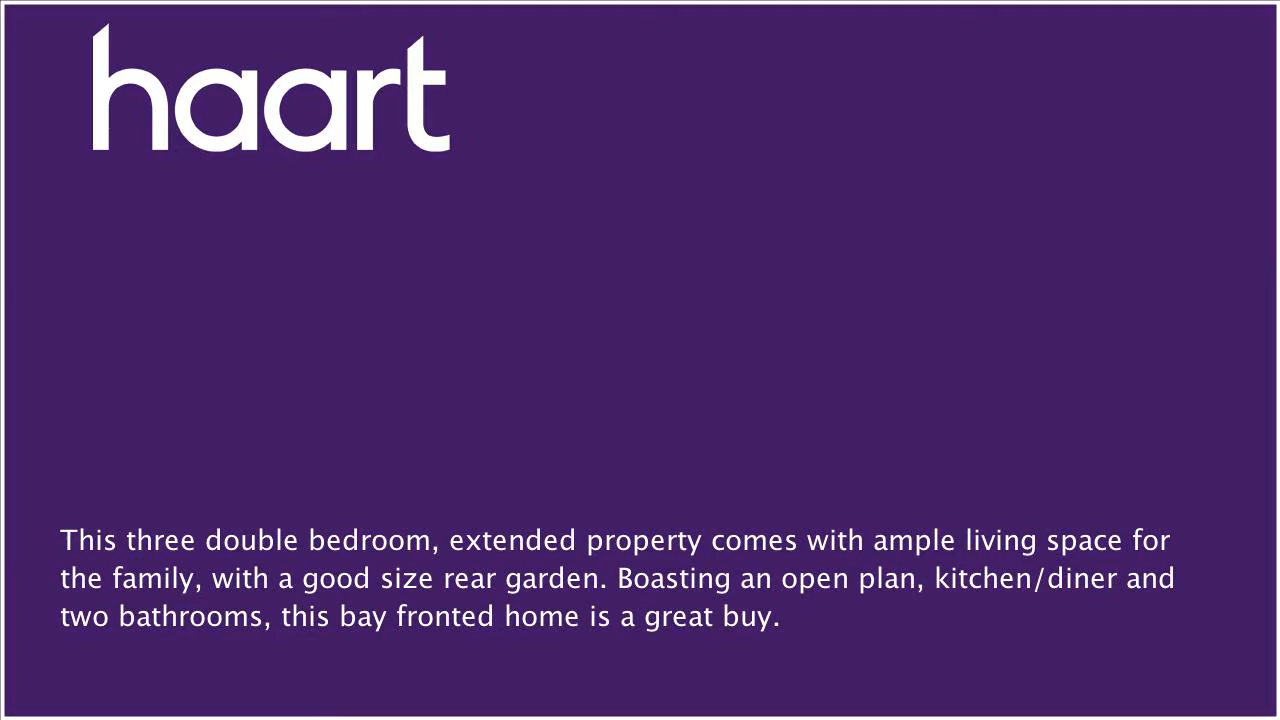 haart
This three double bedroom, extended property comes with ample living space for
the family, with a good size rear garden. Boasting an open plan, kitchen/diner and
two bathrooms, this bay fronted home is a great buy.